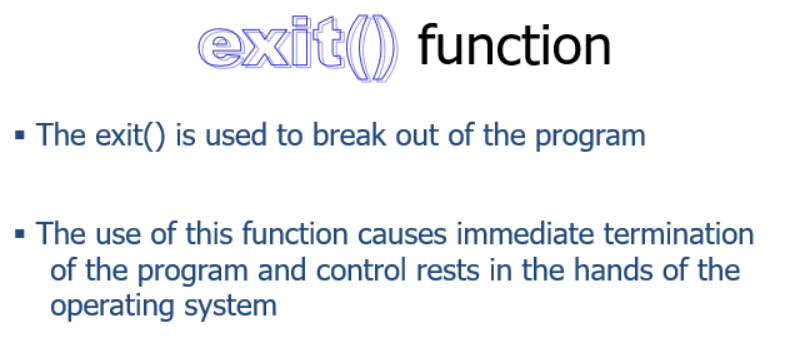 exit() function
▪ The exit() is used to break out of the program
▪ The use of this function causes immediate termination
of the program and control rests in the hands of the
operating system